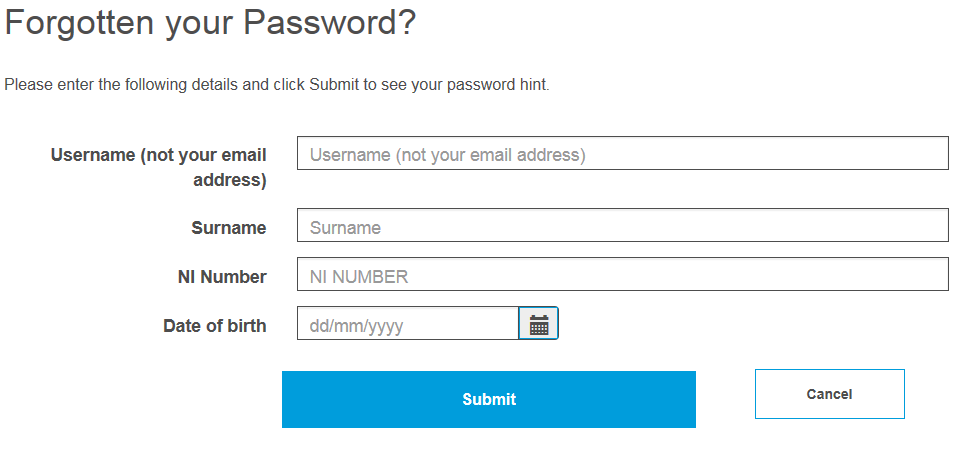 Forgotten your Password?
Please enter the following details and click Submit to see your password hint.
Username (not your email
address)
Username (not your email address)
Surname
Surname
NI Number
NI NUMBER
Date of birth
dd/mm/yyyy
Submit
Cancel